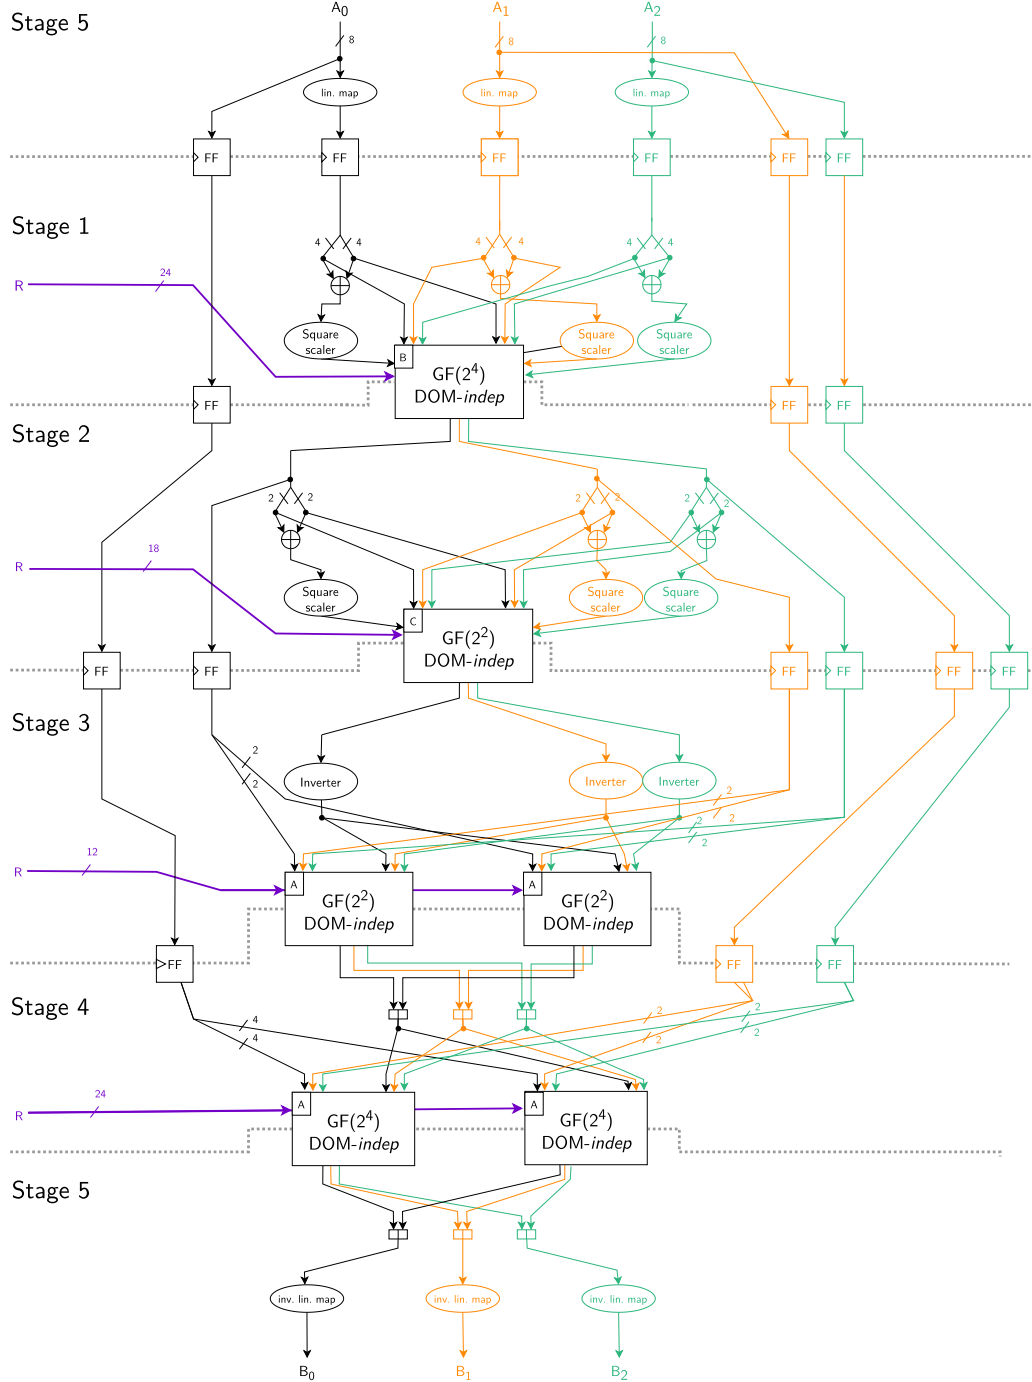 Stage 5
A0
A1
A2
8
8
8
lin. map
lin. map
lin. map
FF
FF
FF
FF
FF
FF
Stage 1
4
4
4
4
4
4
R
24
Square
scaler
Square
scaler
Square
scaler
B
GF(2^4)
DOM-indep
FF
FF
FF
Stage 2
2
2
2
2
2
2
R
18
Square
scaler
Square
scaler
Square
scaler
C
GF(2^2)
DOM-indep
FF
FF
FF
FF
FF
FF
Stage 3
2
2
Inverter
Inverter
Inverter
2
2
2
2
R
12
A
GF(2^2)
DOM-indep
A
GF(2^2)
DOM-indep
FF
FF
FF
Stage 4
4
4
2
2
2
2
R
24
A
GF(2^4)
DOM-indep
A
GF(2^4)
DOM-indep
Stage 5
inv. lin. map
inv. lin. map
inv. lin. map
B0
B1
B2